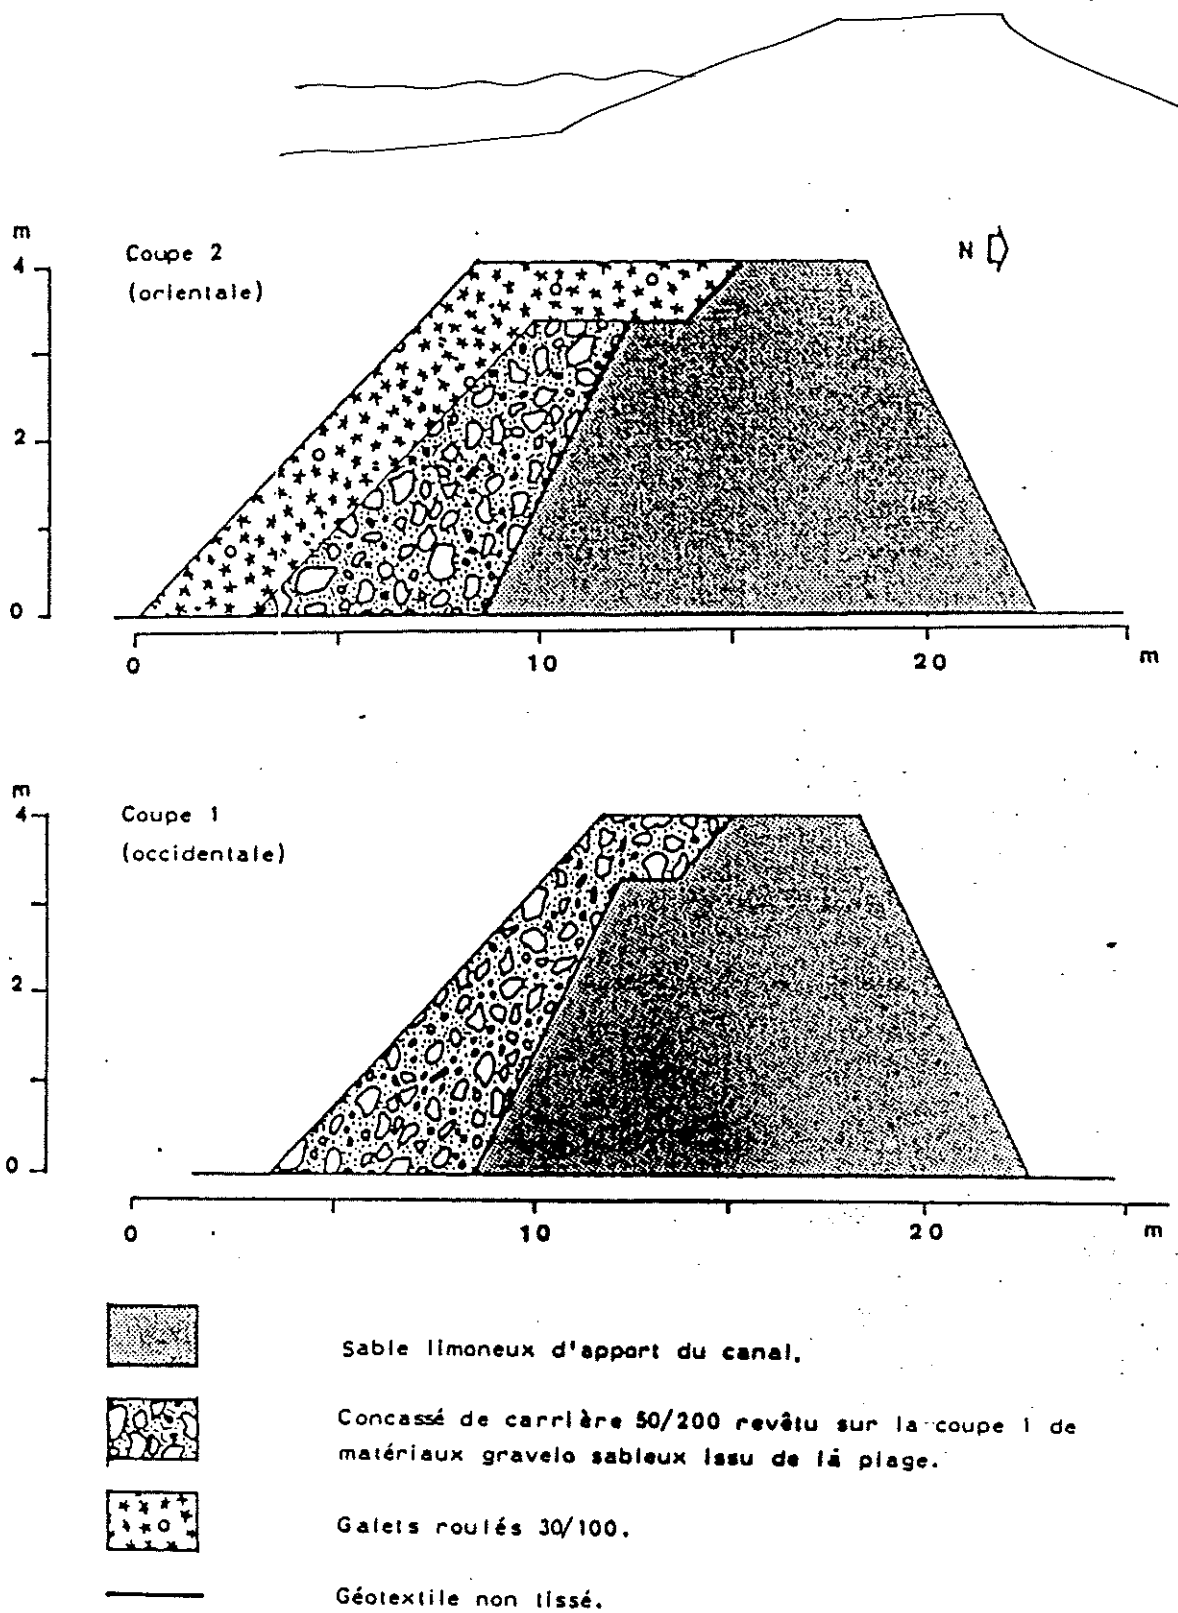 m
4
Coupe 2
(orientale)
N
2
0
0 10 20 m
m
4
Coupe 1
(occidentale)
2
0
0 10 20 m
Sable limoneux d'apport du canal.
Concassé de carrière 50/200 revêtu sur la coupe 1 de
matériaux gravelo sableux issu de la plage.
Galets roulés 30/100.
Géotextile non tissé.